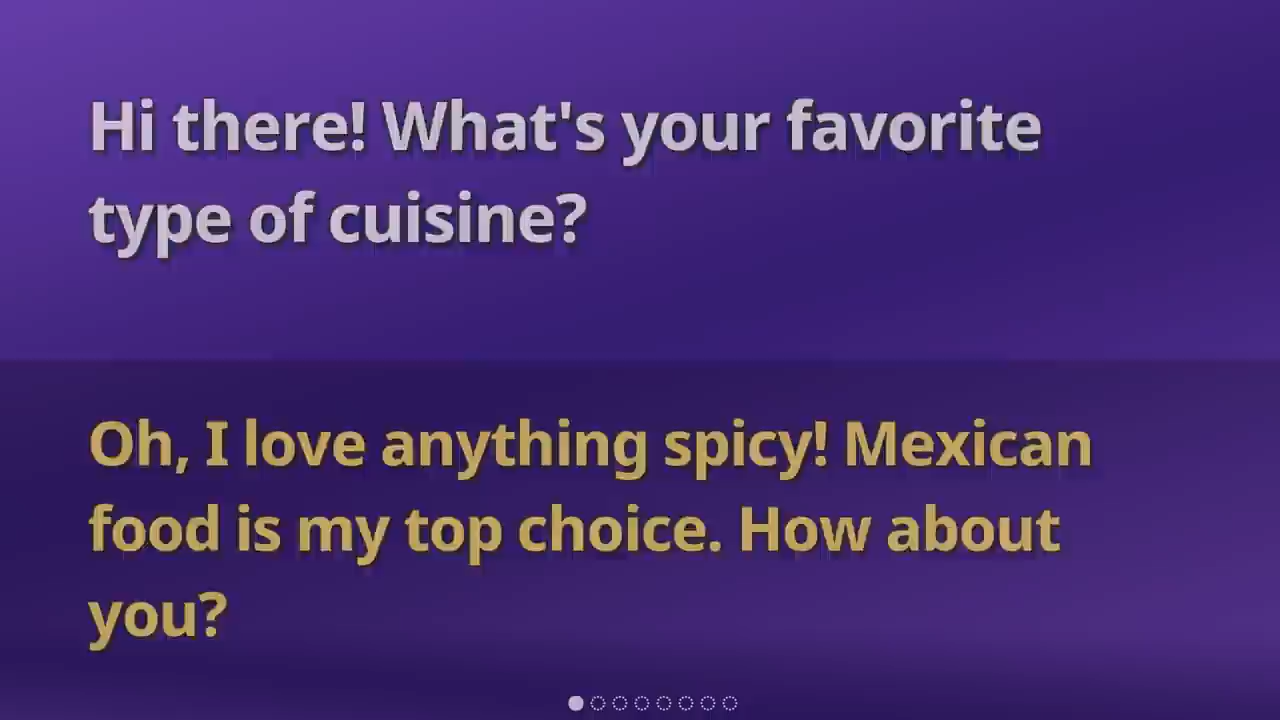 Hi there! What's your favorite
type of cuisine?
Oh, I love anything spicy! Mexican
food is my top choice. How about
you?